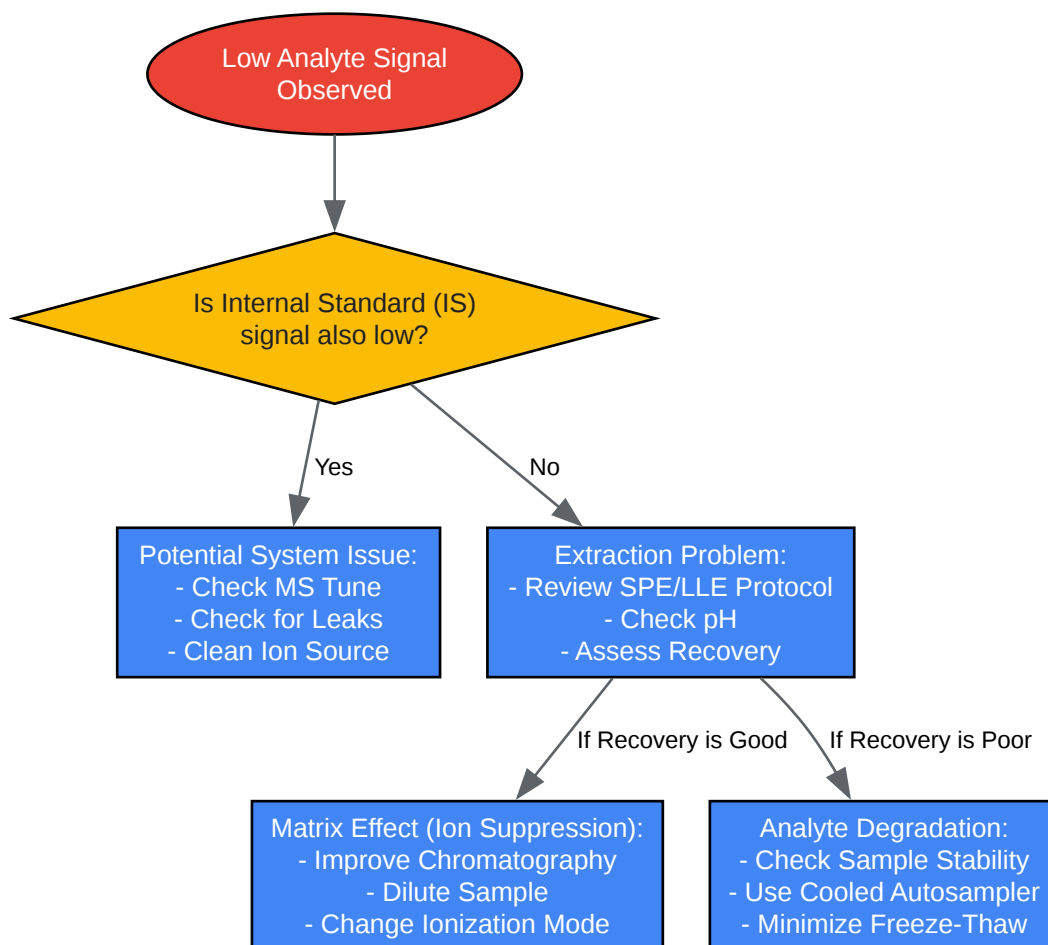 Low Analyte Signal
Observed
Is Internal Standard (IS)
signal also low?
Yes
No
Potential System Issue:
- Check MS Tune
- Check for Leaks
- Clean Ion Source
Extraction Problem:
- Review SPE/LLE Protocol
- Check pH
- Assess Recovery
If Recovery is Good
If Recovery is Poor
Matrix Effect (Ion Suppression):
- Improve Chromatography
- Dilute Sample
- Change Ionization Mode
Analyte Degradation:
- Check Sample Stability
- Use Cooled Autosampler
- Minimize Freeze-Thaw